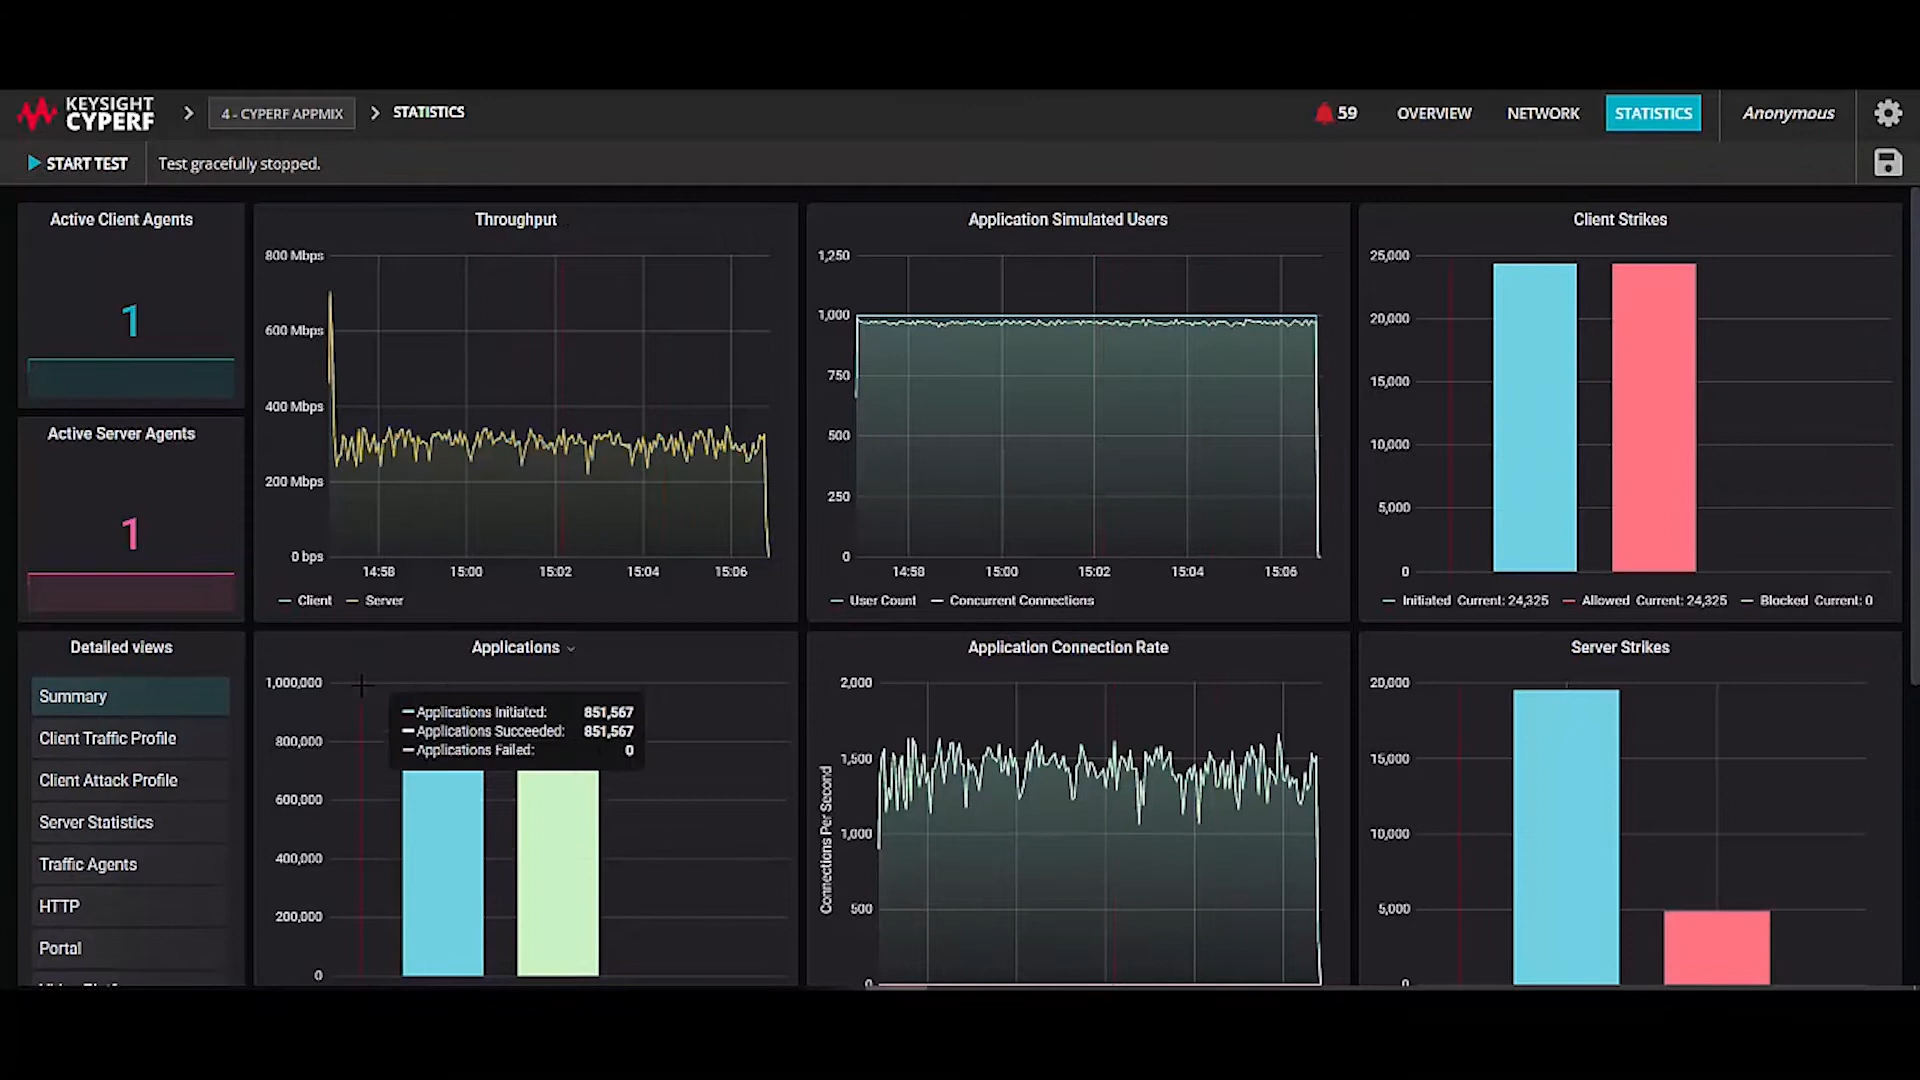 KEYSIGHT
CYPERF
4 - CYPERF APPMIX
STATISTICS
59
OVERVIEW
NETWORK
STATISTICS
Anonymous
START TEST
Test gracefully stopped.
Active Client Agents
1
Active Server Agents
1
Throughput
800 Mbps
600 Mbps
400 Mbps
200 Mbps
0 bps
14:58 15:00 15:02 15:04 15:06
Client Server
Application Simulated Users
1,250
1,000
750
500
250
0
14:58 15:00 15:02 15:04 15:06
User Count Concurrent Connections
Client Strikes
25,000
20,000
15,000
10,000
5,000
0
Initiated Current: 24,325 Allowed Current: 24,325 Blocked Current: 0
Detailed views
Summary
Client Traffic Profile
Client Attack Profile
Server Statistics
Traffic Agents
HTTP
Portal
Applications
1,000,000
800,000
600,000
400,000
200,000
0
Applications Initiated: 851,567
Applications Succeeded: 851,567
Applications Failed: 0
Application Connection Rate
Connections Per Second
2,000
1,500
1,000
500
0
Server Strikes
20,000
15,000
10,000
5,000
0